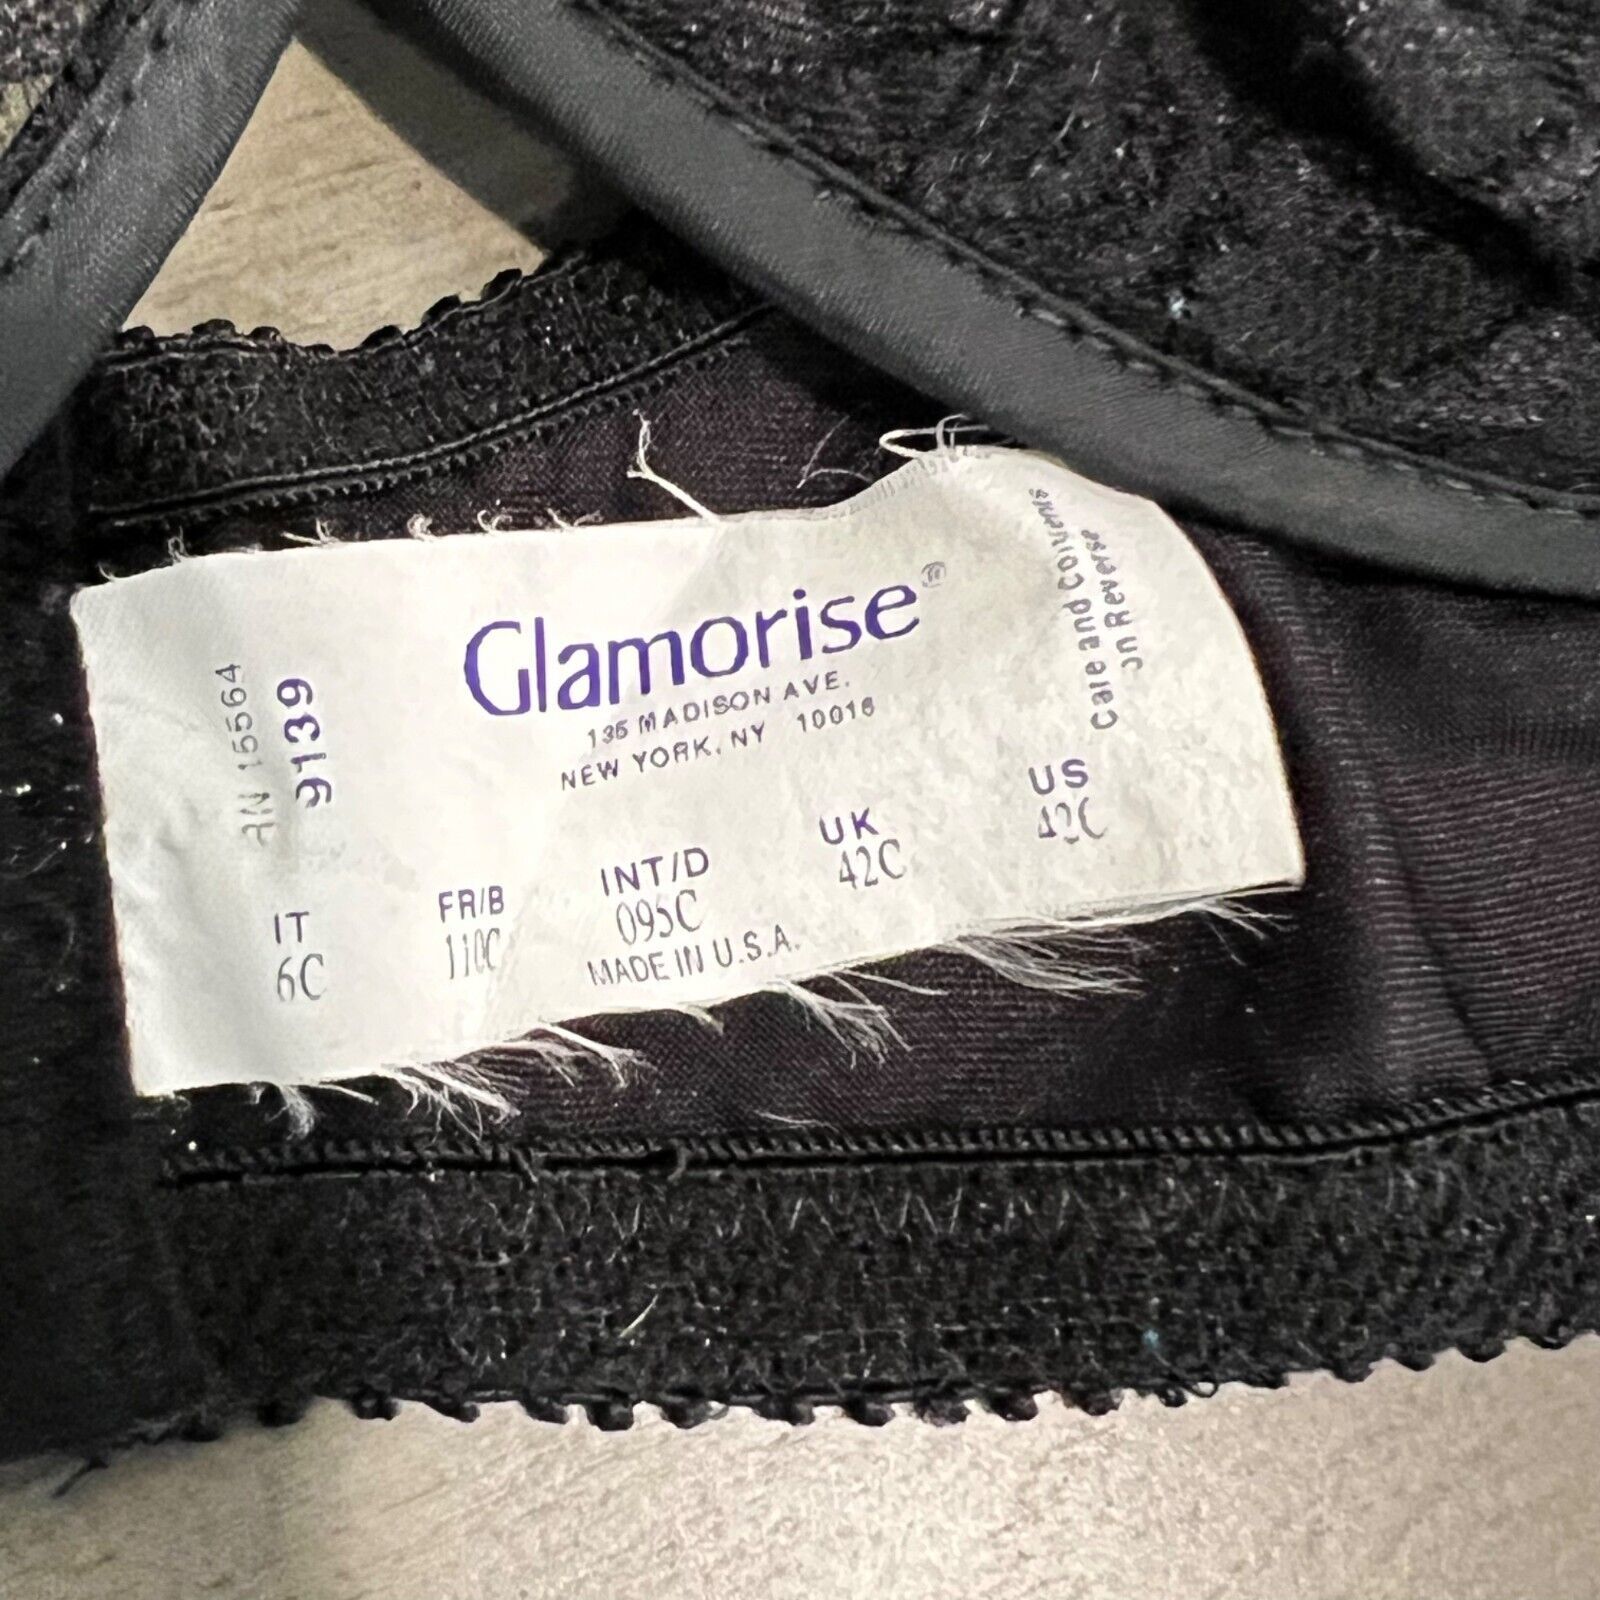 Glamorise®
135 MADISON AVE.
NEW YORK, NY 10016
RN 15564
9139
Care and Contents
on Reverse
IT
6C
FR/B
110C
INT/D
095C
UK
42C
US
42C
MADE IN U.S.A.